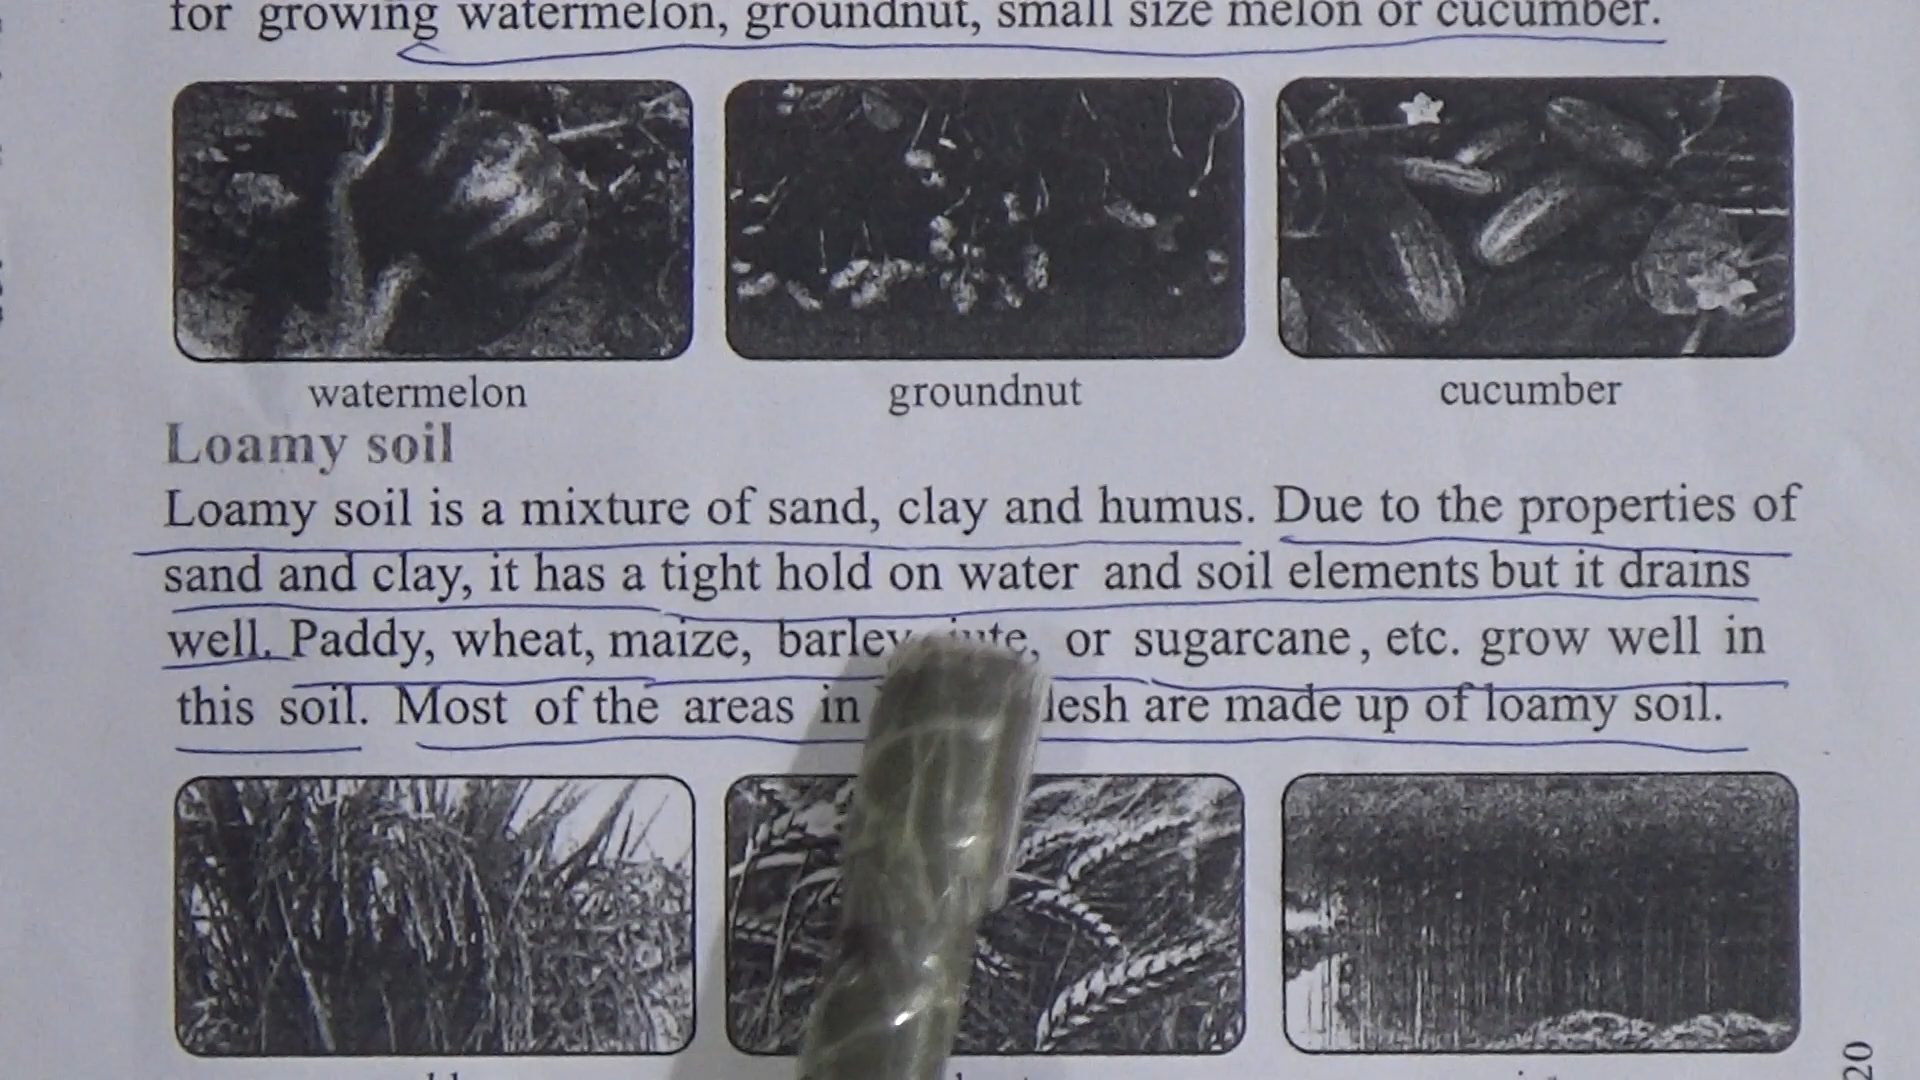 for growing watermelon, groundnut, small size melon or cucumber.
watermelon
groundnut
cucumber
Loamy soil
Loamy soil is a mixture of sand, clay and humus. Due to the properties of
sand and clay, it has a tight hold on water and soil elements but it drains
well. Paddy, wheat, maize, barley jute, or sugarcane, etc. grow well in
this soil. Most of the areas in are made up of loamy soil.
20